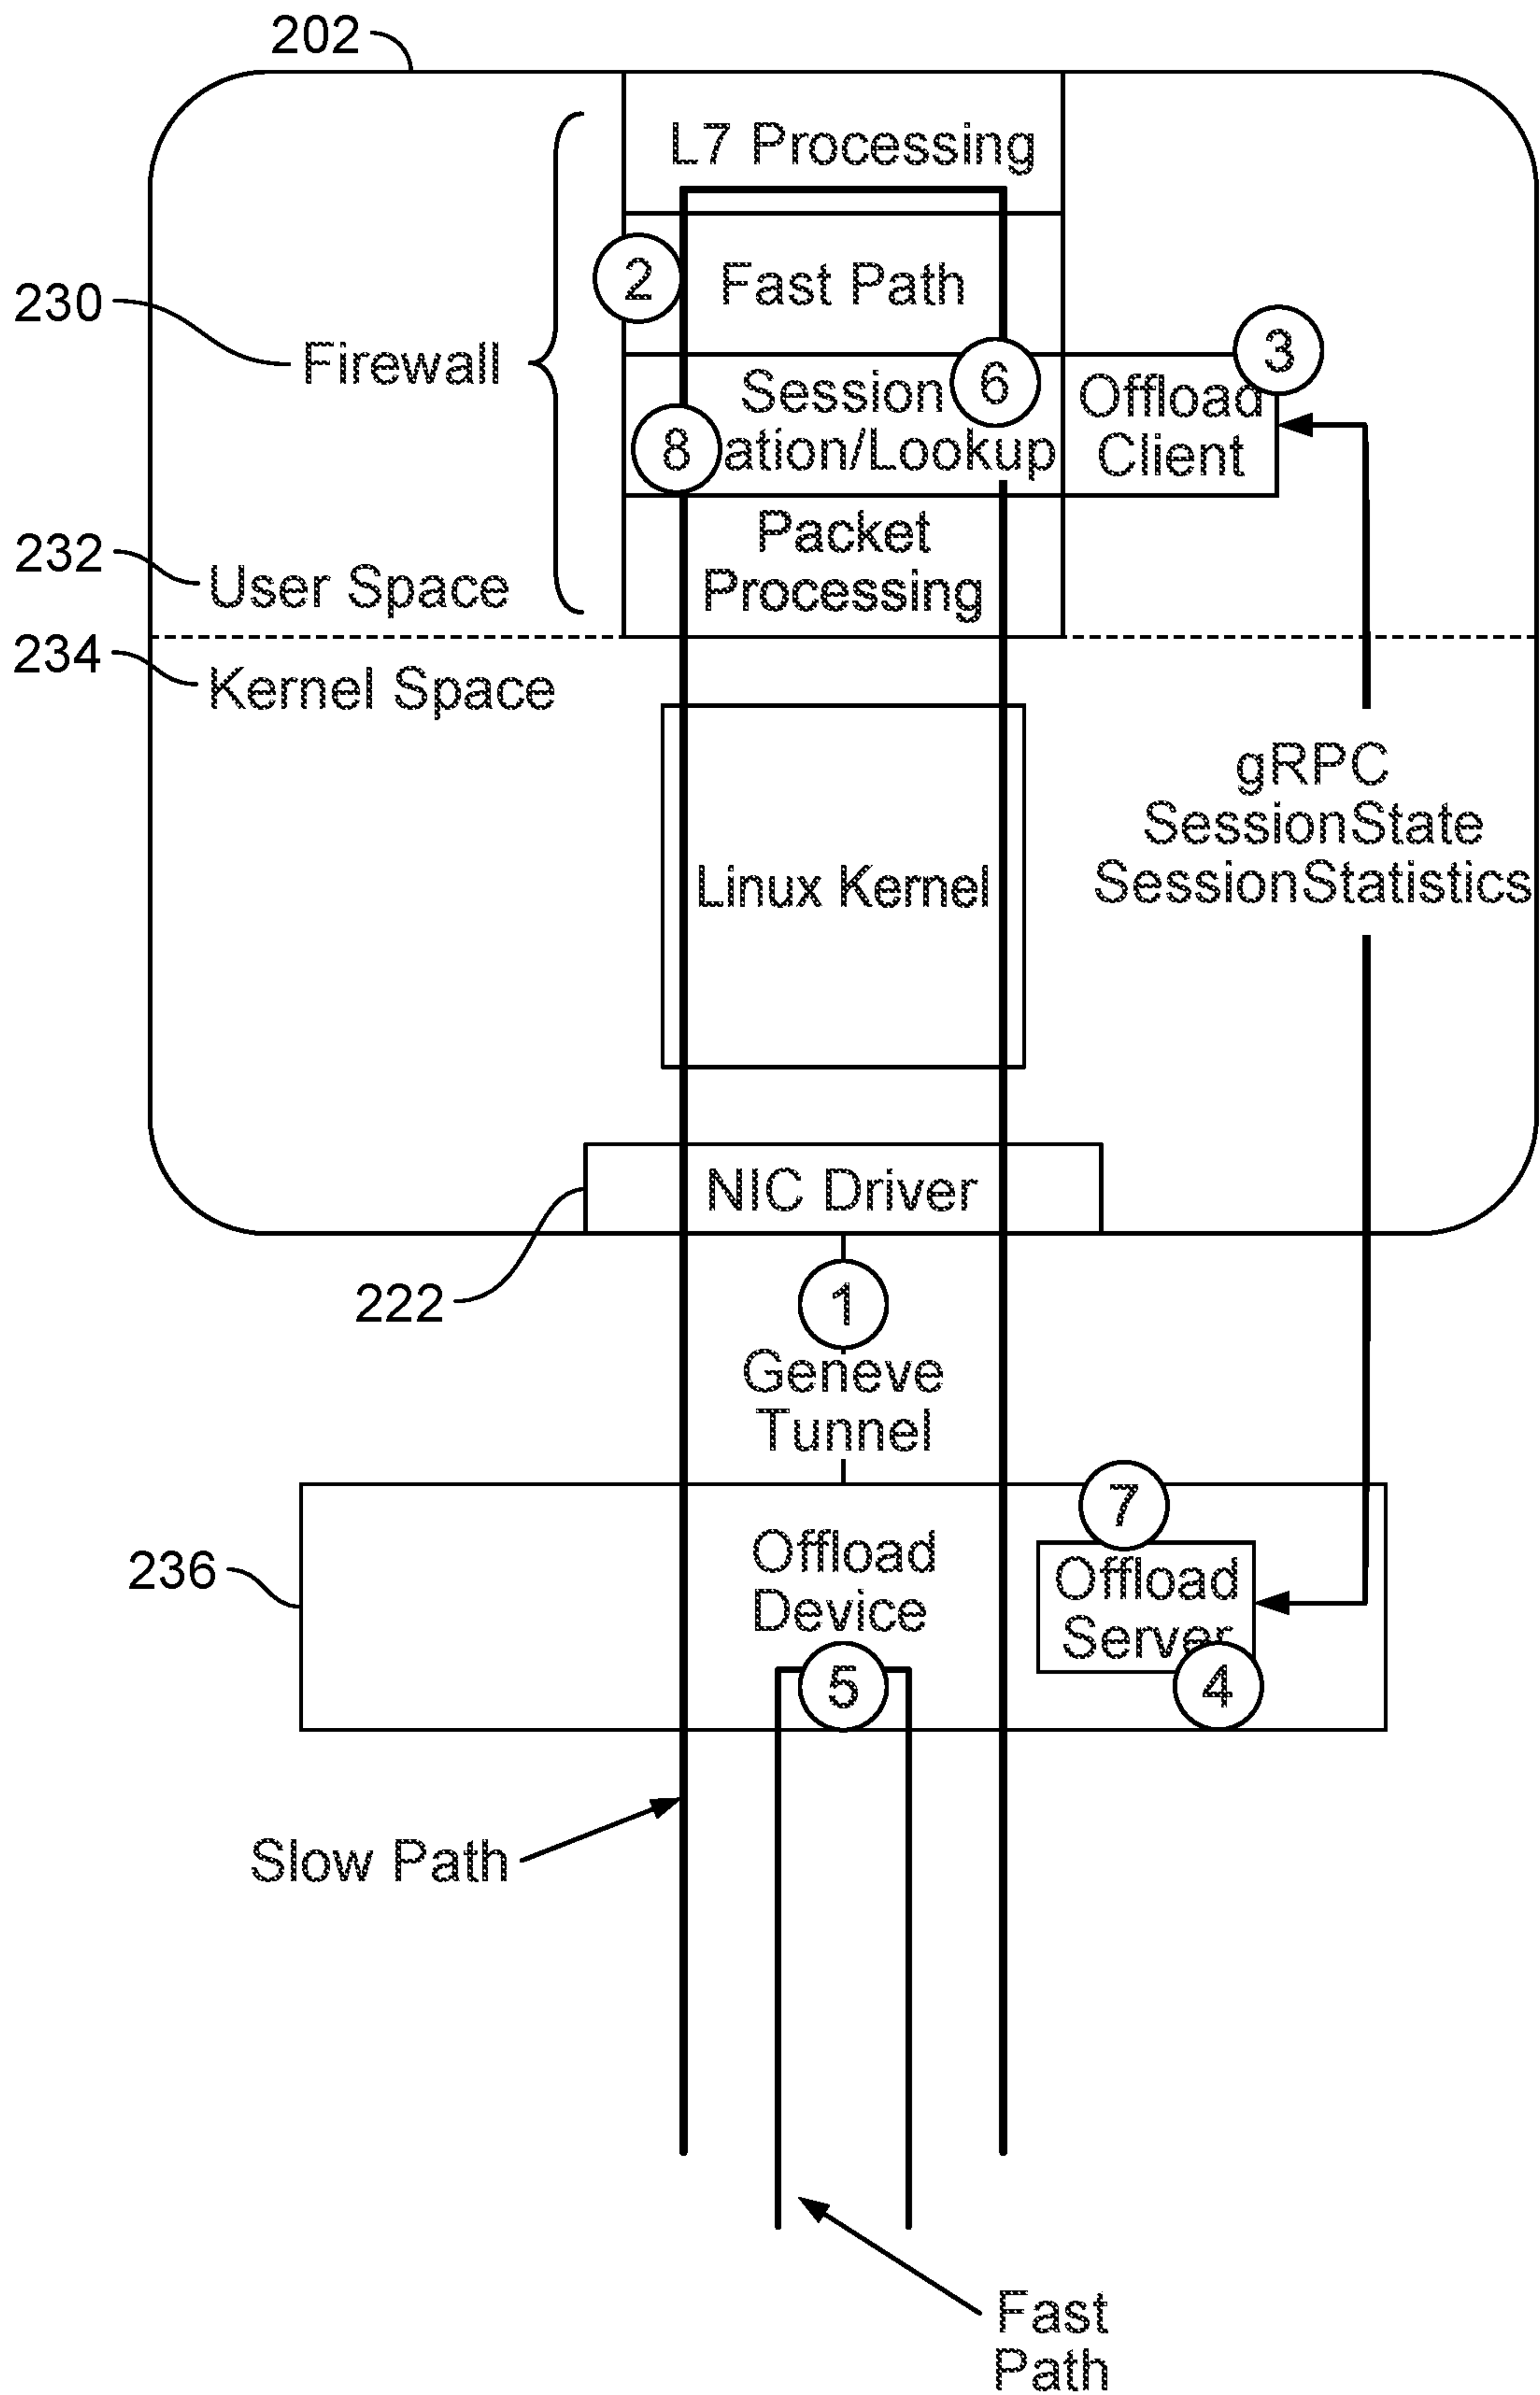 202
L7 Processing
2
Fast Path
230
Firewall
3
Session
6
Offload
8
ation/Lookup
Client
Packet
Processing
232
User Space
234
Kernel Space
gRPC
SessionState
SessionStatistics
Linux Kernel
NIC Driver
222
1
Geneve
Tunnel
7
236
Offload
Device
Offload
Server
5
4
Slow Path
Fast
Path